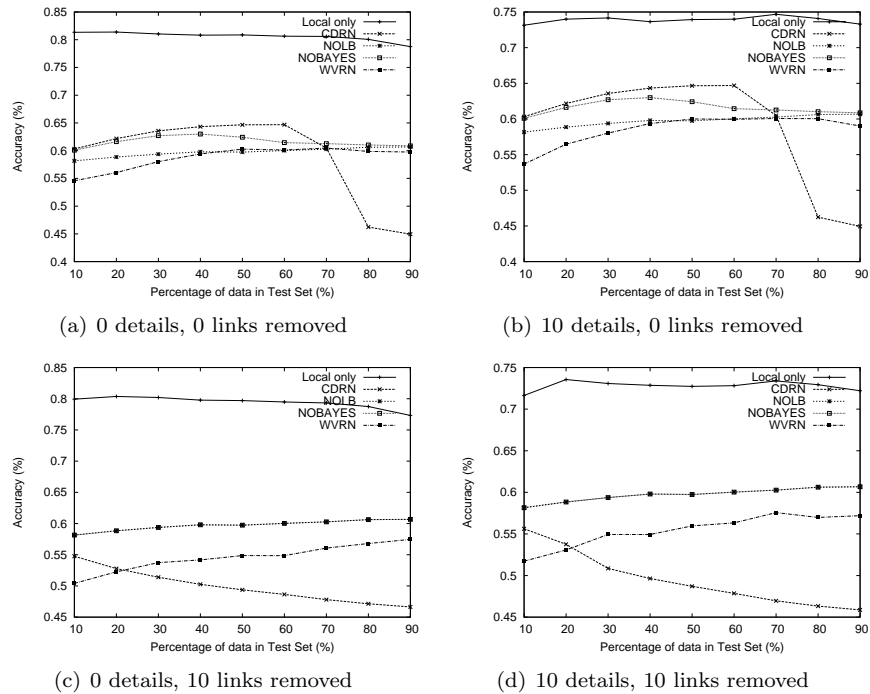 0.85
0.8
0.75
0.7
0.65
0.6
0.55
0.5
0.45
0.4
10 20 30 40 50 60 70 80 90
Accuracy (%)
Percentage of data in Test Set (%)
Local only
CDRN
NOLB
NOBAYES
WVRN
(a) 0 details, 0 links removed
0.75
0.7
0.65
0.6
0.55
0.5
0.45
0.4
10 20 30 40 50 60 70 80 90
Accuracy (%)
Percentage of data in Test Set (%)
Local only
CDRN
NOLB
NOBAYES
WVRN
(b) 10 details, 0 links removed
0.85
0.8
0.75
0.7
0.65
0.6
0.55
0.5
0.45
10 20 30 40 50 60 70 80 90
Accuracy (%)
Percentage of data in Test Set (%)
Local only
CDRN
NOLB
NOBAYES
WVRN
(c) 0 details, 10 links removed
0.75
0.7
0.65
0.6
0.55
0.5
0.45
10 20 30 40 50 60 70 80 90
Accuracy (%)
Percentage of data in Test Set (%)
Local only
CDRN
NOLB
NOBAYES
WVRN
(d) 10 details, 10 links removed